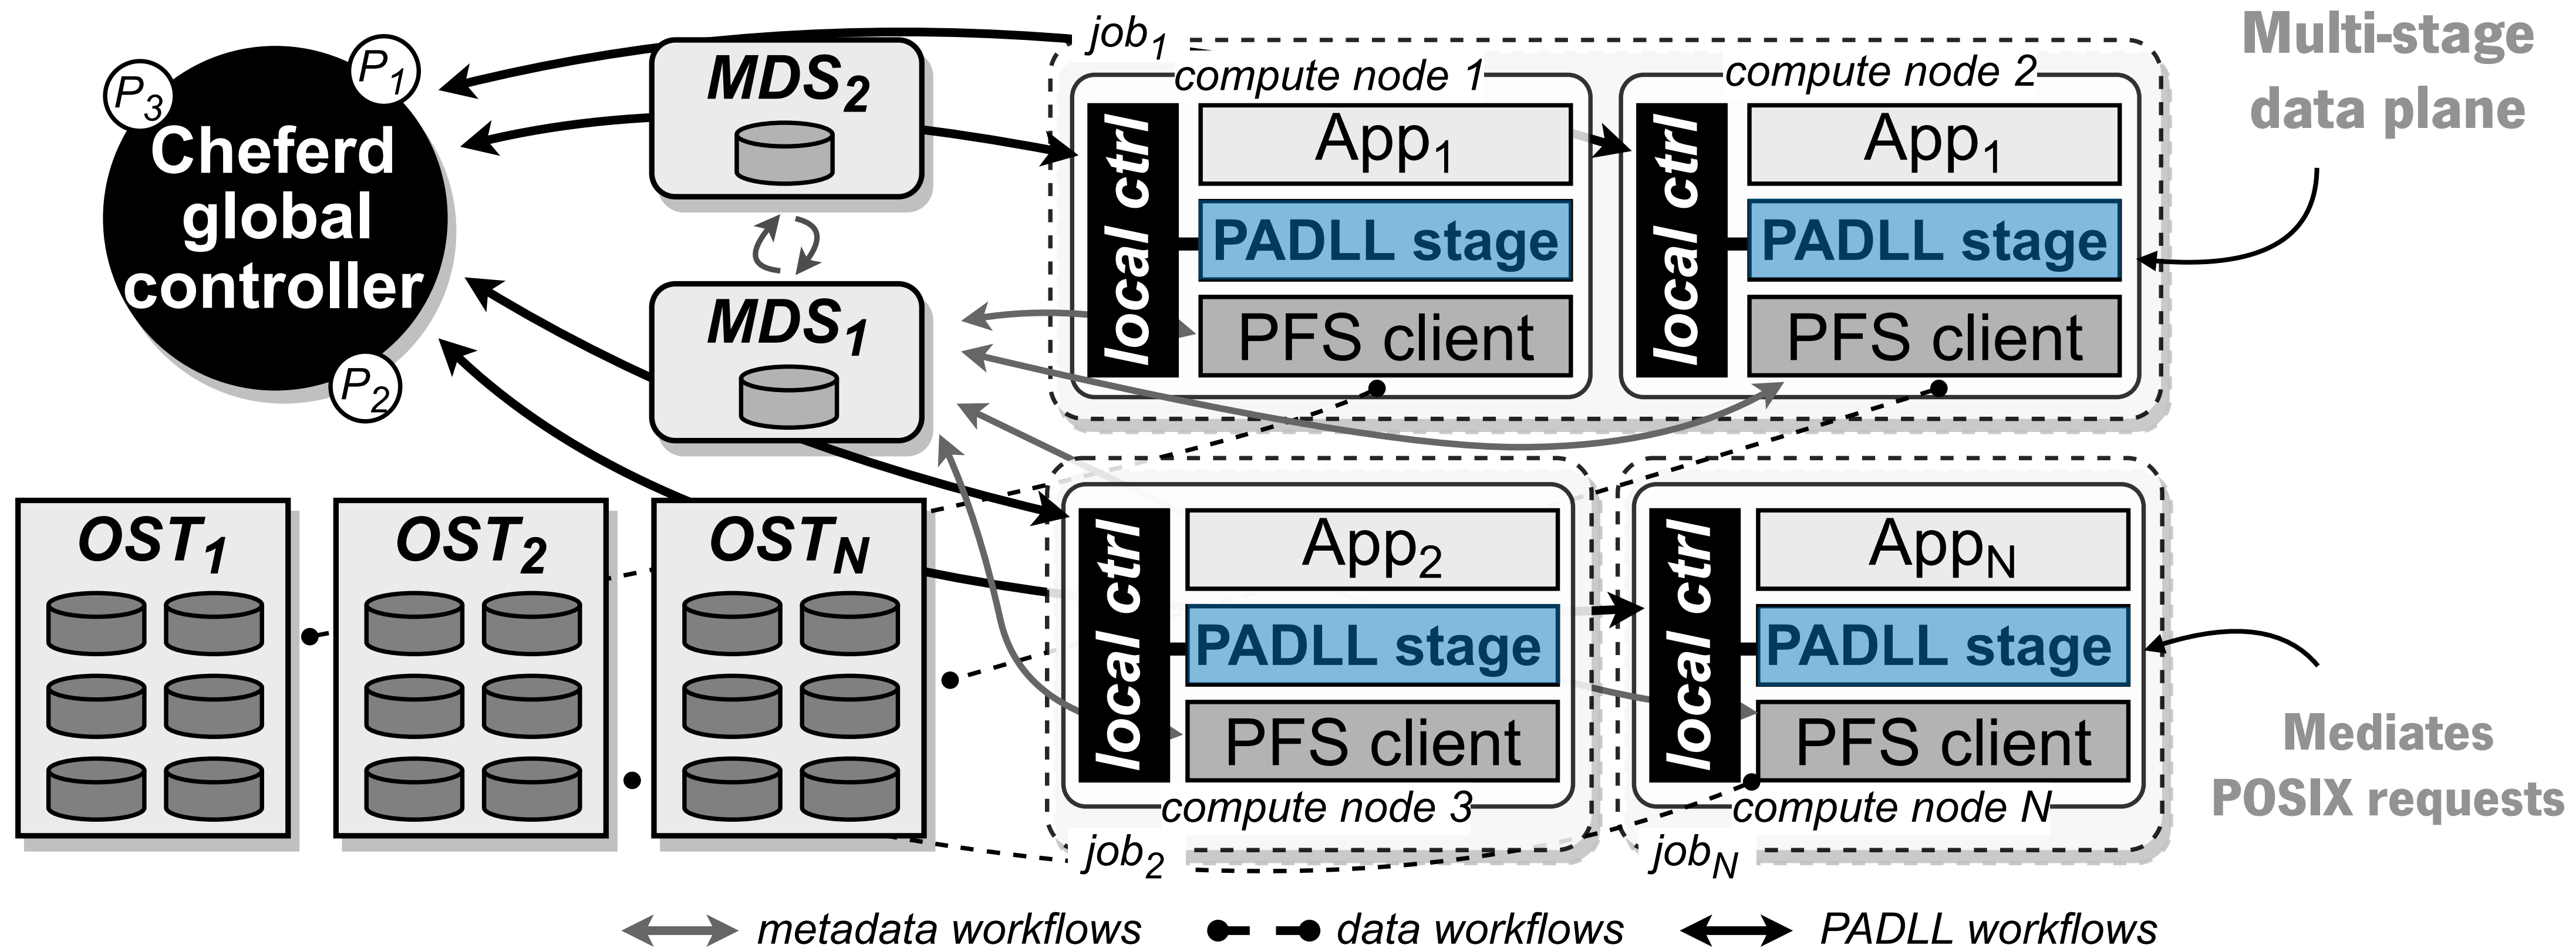 P3
P1
Cheferd
global
controller
P2
MDS2
MDS1
OST1
OST2
OSTN
job1
compute node 1
local ctrl
App1
PADLL stage
PFS client
compute node 2
local ctrl
App1
PADLL stage
PFS client
Multi-stage
data plane
local ctrl
App2
PADLL stage
PFS client
compute node 3
job2
local ctrl
AppN
PADLL stage
PFS client
compute node N
jobN
Mediates
POSIX requests
metadata workflows
data workflows
PADLL workflows